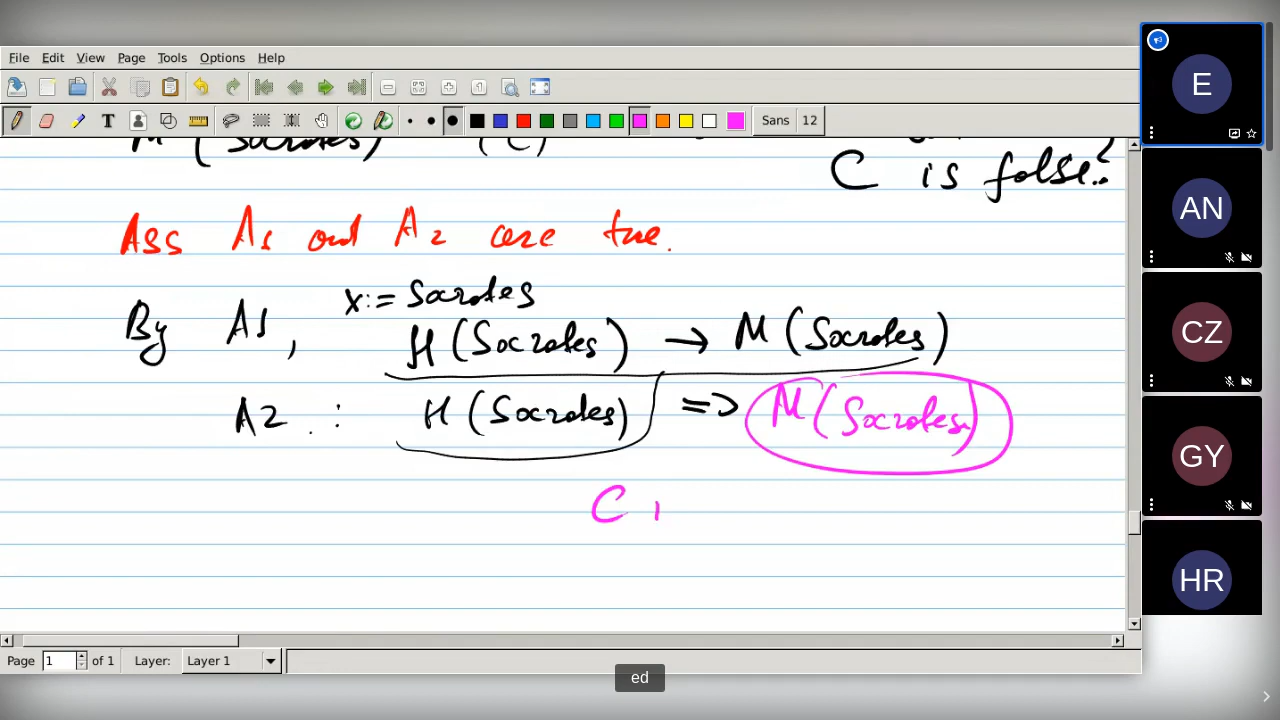 File Edit View Page Tools Options Help
Sans 12
M (Socrates) (C)
C is false?
Ass A1 and A2 are true.
x:= Socrates
By A1, H (Socrates) → M (Socrates)
A2 : H (Socrates) => M (Socrates)
C
Page 1 of 1 Layer: Layer 1
ed
E
AN
CZ
GY
HR